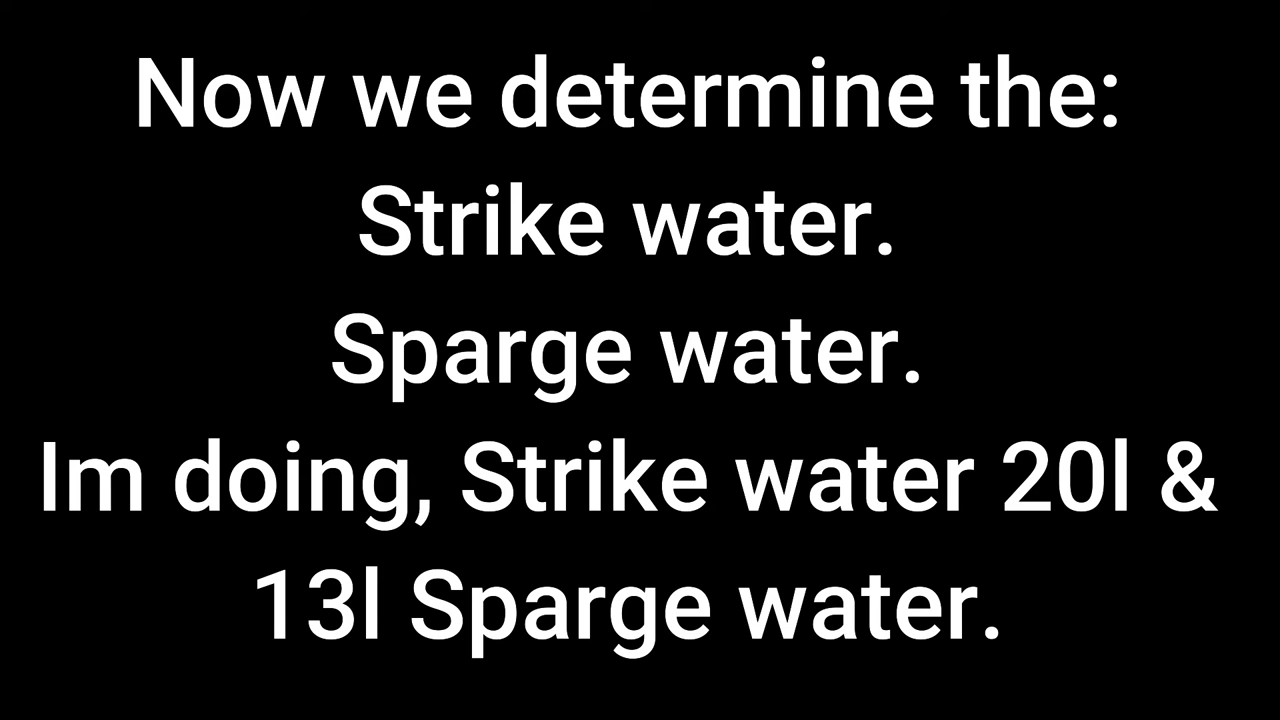 Now we determine the:
Strike water.
Sparge water.
Im doing, Strike water 20l &
13l Sparge water.